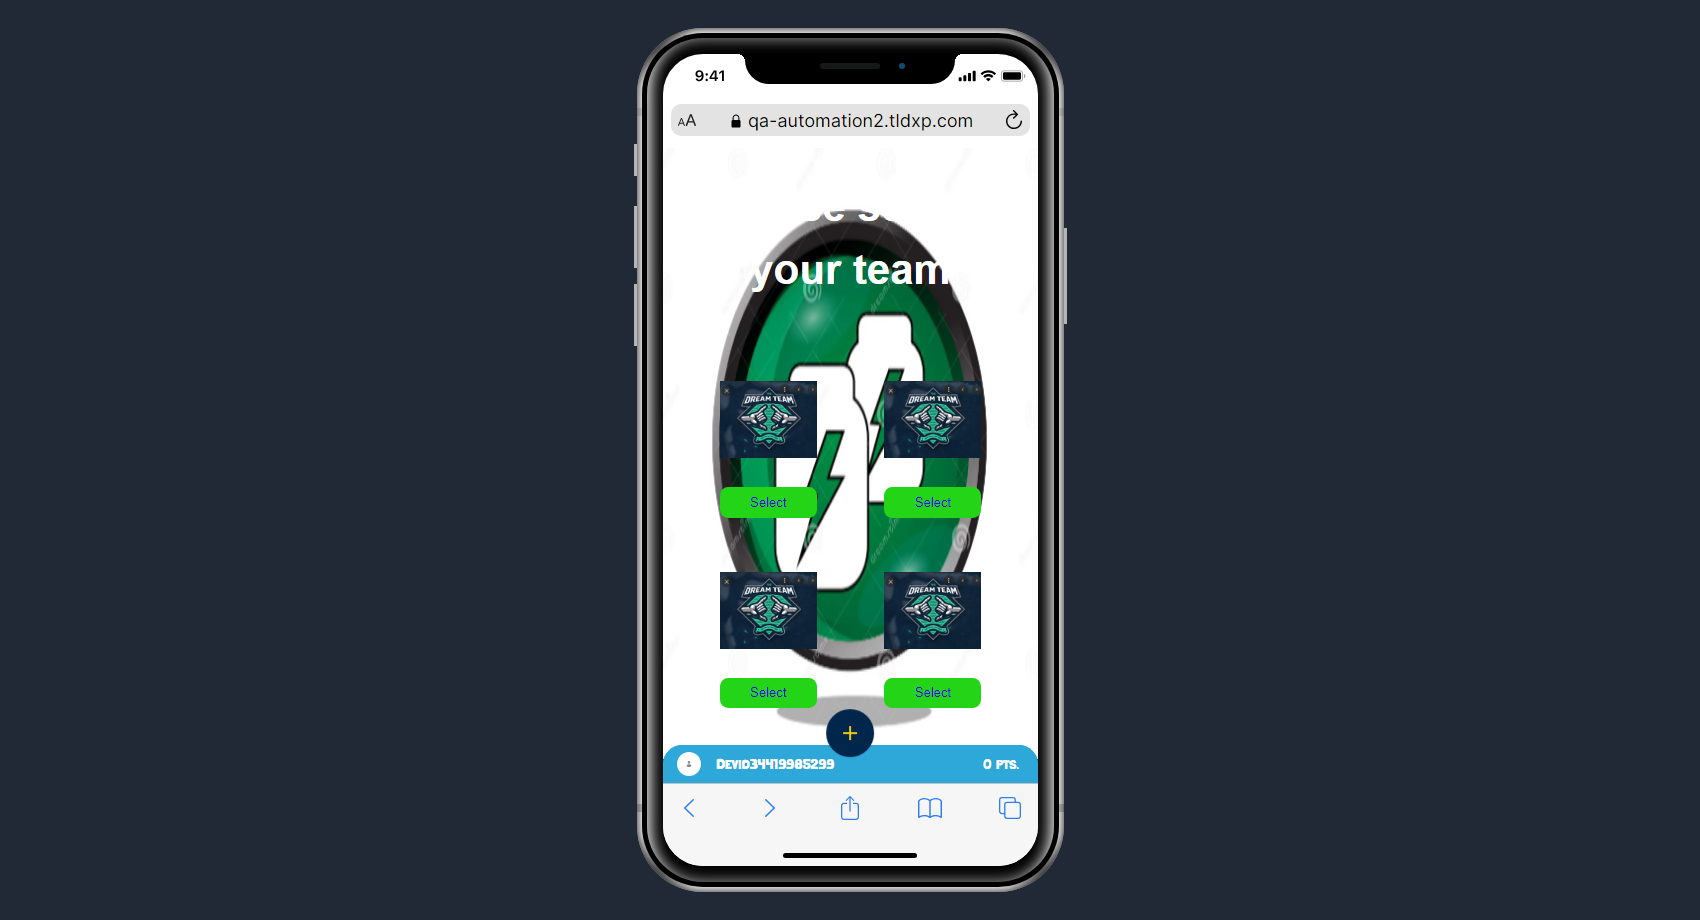 9:41
AA qa-automation2.tldxp.com
your team
DREAM TEAM DREAM TEAM
Select Select
DREAM TEAM DREAM TEAM
Select Select
+
Devid34419985299 0 PTS.